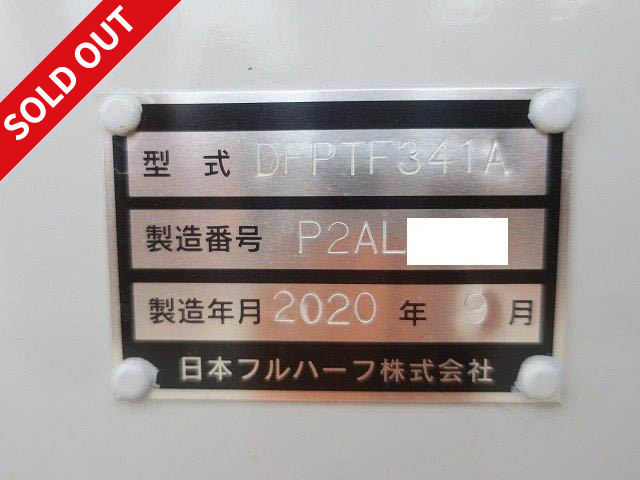 SOLD OUT
型 式 DFPTF341A
製造番号 P2AL
製造年月 2020 年 9 月
日本フルハーフ株式会社